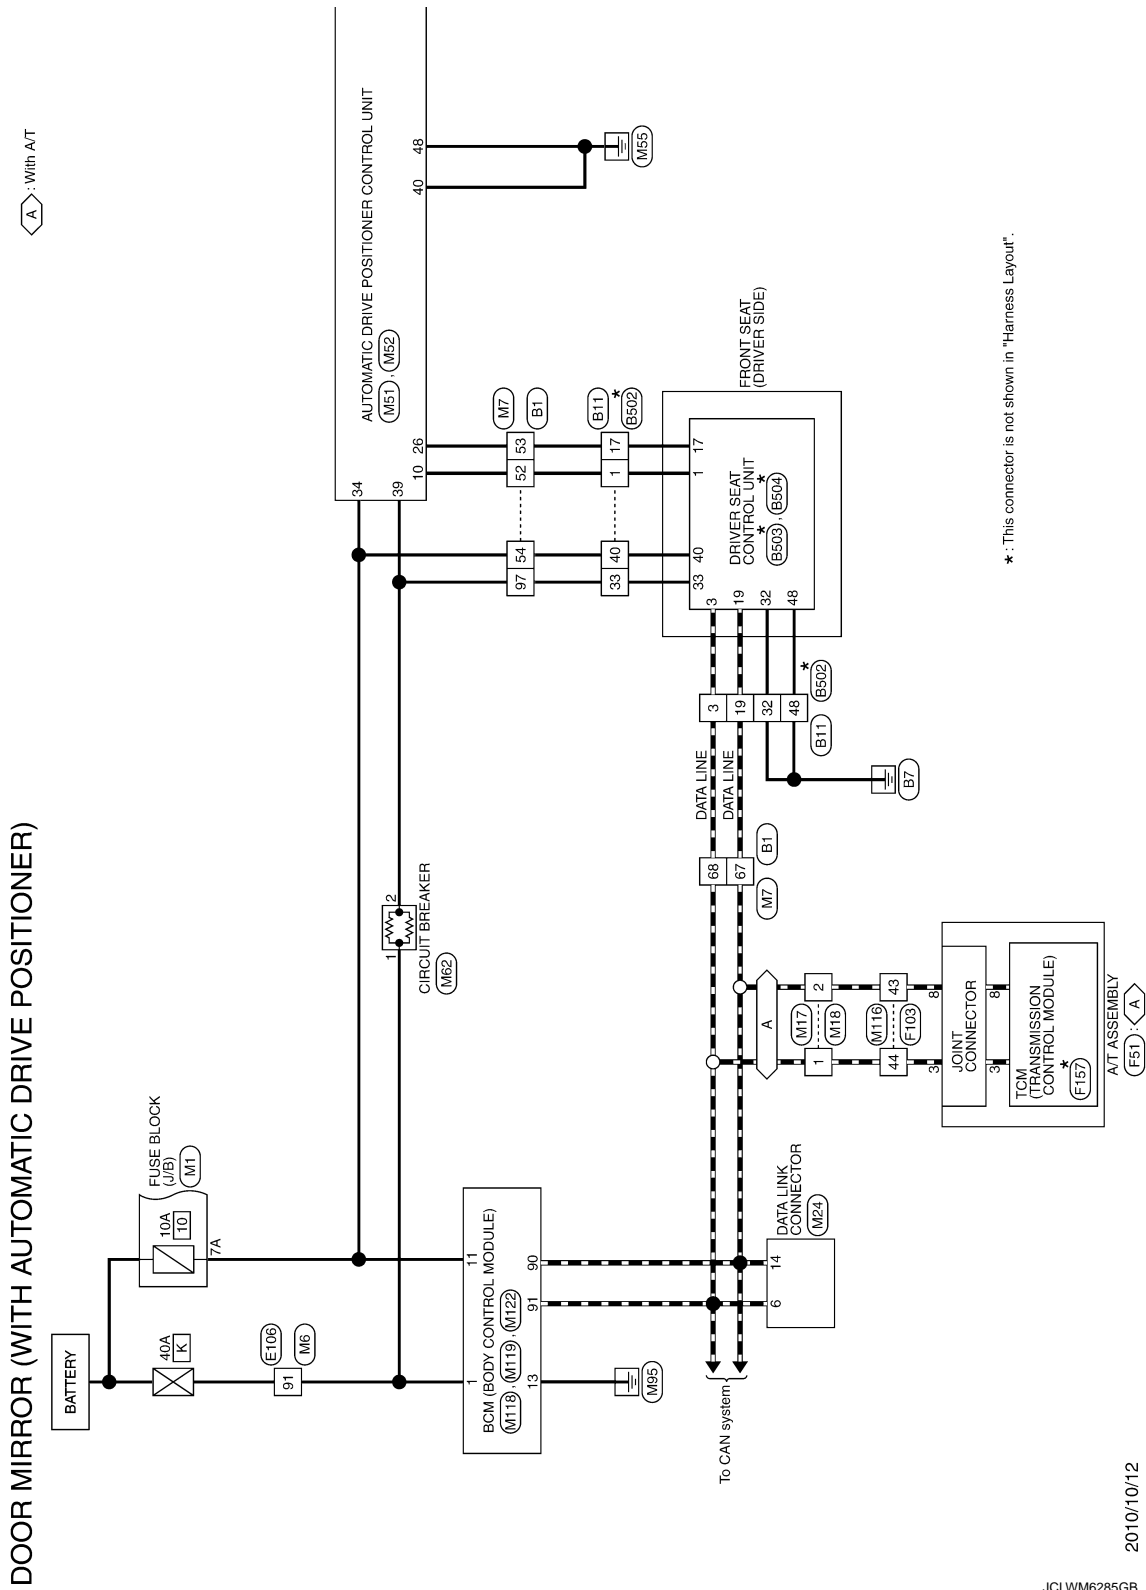 DOOR MIRROR (WITH AUTOMATIC DRIVE POSITIONER)
A : With A/T
BATTERY
40A
K
E106
91
M6
10A
10
FUSE BLOCK
(J/B)
M1
7A
1
CIRCUIT BREAKER
2
M62
34
39
AUTOMATIC DRIVE POSITIONER CONTROL UNIT
M51 , M52
10
26
40
48
M55
1
11
BCM (BODY CONTROL MODULE)
M118 , M119 , M122
13
91
90
M95
97
54
52
53
M7
B1
33
40
1
17
B11
*
B502
33
40
1
17
DRIVER SEAT
CONTROL UNIT
* *
B503 , B504
FRONT SEAT
(DRIVER SIDE)
3
19
32
48
3
19
32
48
*
B502
B11
B7
DATA LINE
DATA LINE
68
67
B1
M7
To CAN system
6
14
DATA LINK
CONNECTOR
M24
A
1
M17
M18
2
44
M116
F103
43
3
8
JOINT
CONNECTOR
3
8
TCM
(TRANSMISSION
CONTROL MODULE)
*
F157
A/T ASSEMBLY
F51 : A
* : This connector is not shown in "Harness Layout".
2010/10/12
JCLWM6285GB